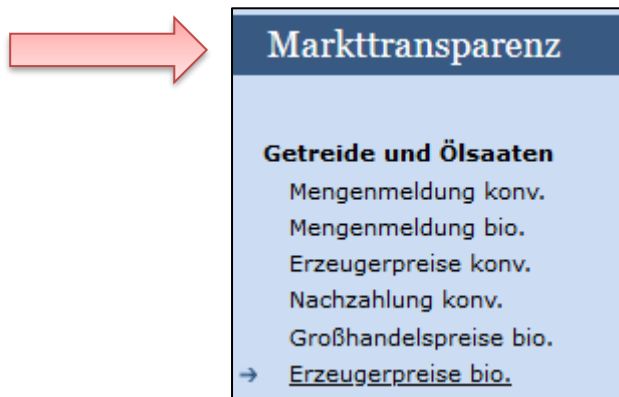 Markttransparenz
Getreide und Ölsaaten
Mengenmeldung konv.
Mengenmeldung bio.
Erzeugerpreise konv.
Nachzahlung konv.
Großhandelspreise bio.
Erzeugerpreise bio.